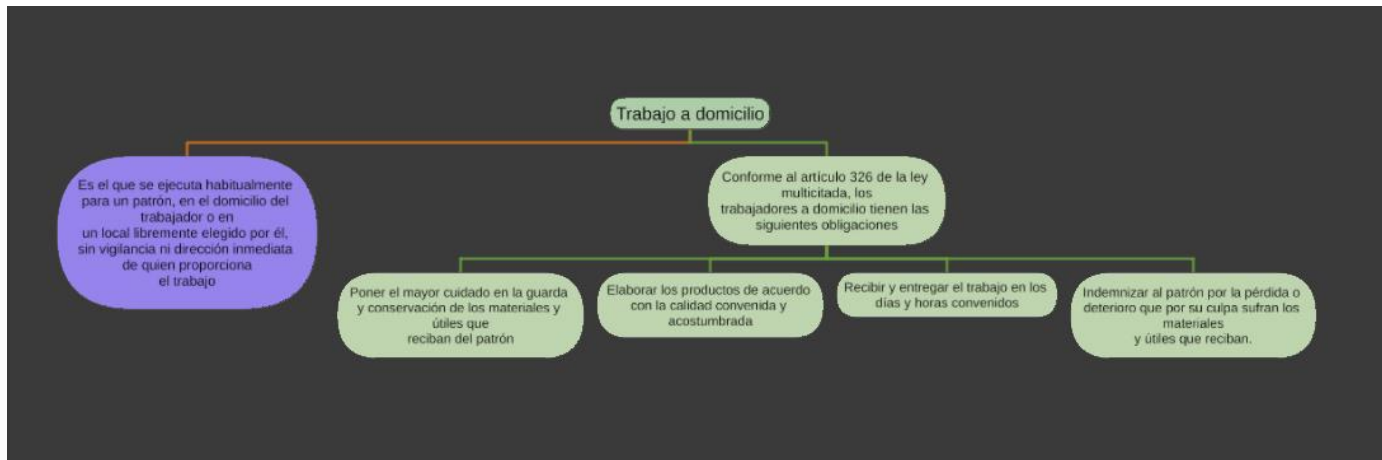 Trabajo a domicilio
Es el que se ejecuta habitualmente
para un patrón, en el domicilio del
trabajador o en
un local libremente elegido por él,
sin vigilancia ni dirección inmediata
de quien proporciona
el trabajo
Conforme al artículo 326 de la ley
multicitada, los
trabajadores a domicilio tienen las
siguientes obligaciones
Poner el mayor cuidado en la guarda
y conservación de los materiales y
útiles que
reciban del patrón
Elaborar los productos de acuerdo
con la calidad convenida y
acostumbrada
Recibir y entregar el trabajo en los
días y horas convenidos
Indemnizar al patrón por la pérdida o
deterioro que por su culpa sufran los
materiales
y útiles que reciban.